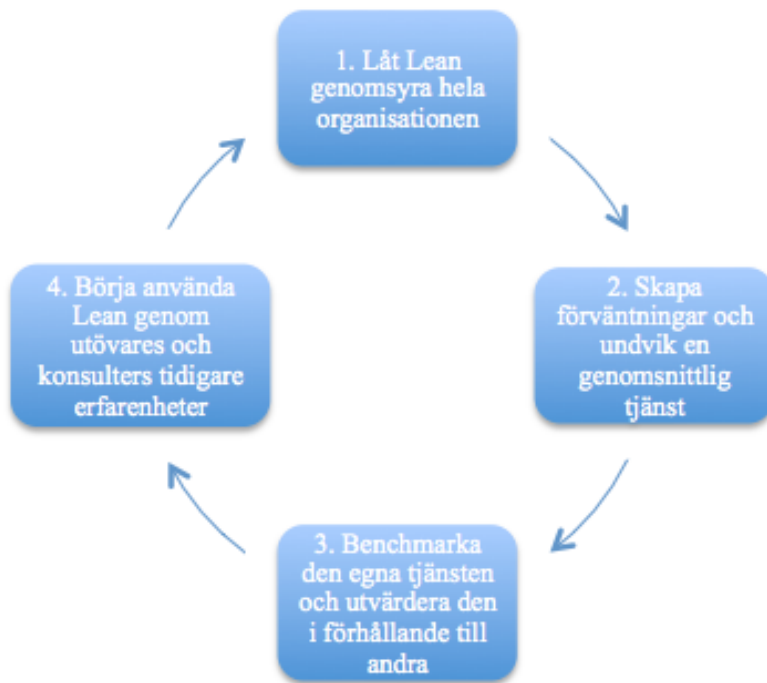 1. Låt Lean
genomsyra hela
organisationen
2. Skapa
förväntningar och
undvik en
genomsnittlig
tjänst
3. Benchmarka
den egna tjänsten
och utvärdera den
i förhållande till
andra
4. Börja använda
Lean genom
utövares och
konsulters tidigare
erfarenheter